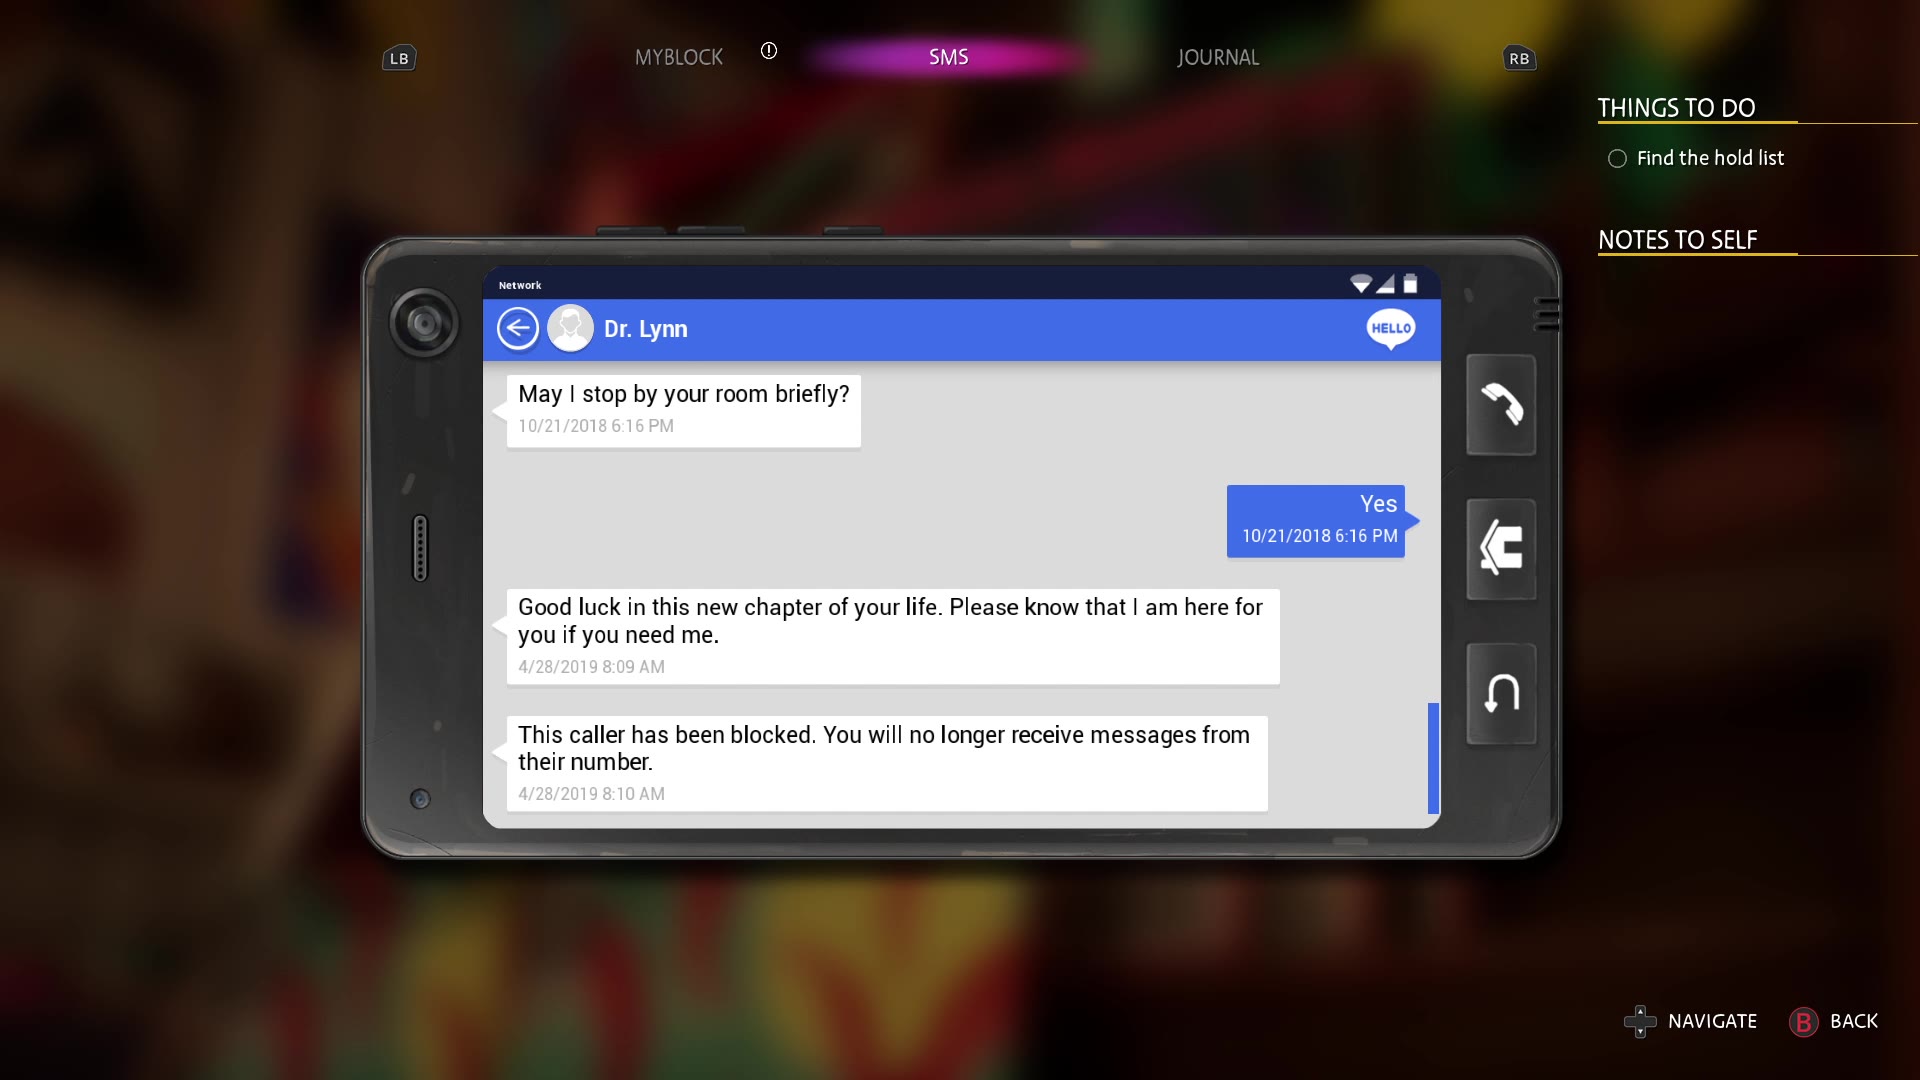 LB
MYBLOCK
SMS
JOURNAL
RB
THINGS TO DO
Find the hold list
NOTES TO SELF
Network
Dr. Lynn
HELLO
May I stop by your room briefly?
10/21/2018 6:16 PM
Yes
10/21/2018 6:16 PM
Good luck in this new chapter of your life. Please know that I am here for
you if you need me.
4/28/2019 8:09 AM
This caller has been blocked. You will no longer receive messages from
their number.
4/28/2019 8:10 AM
NAVIGATE
B BACK